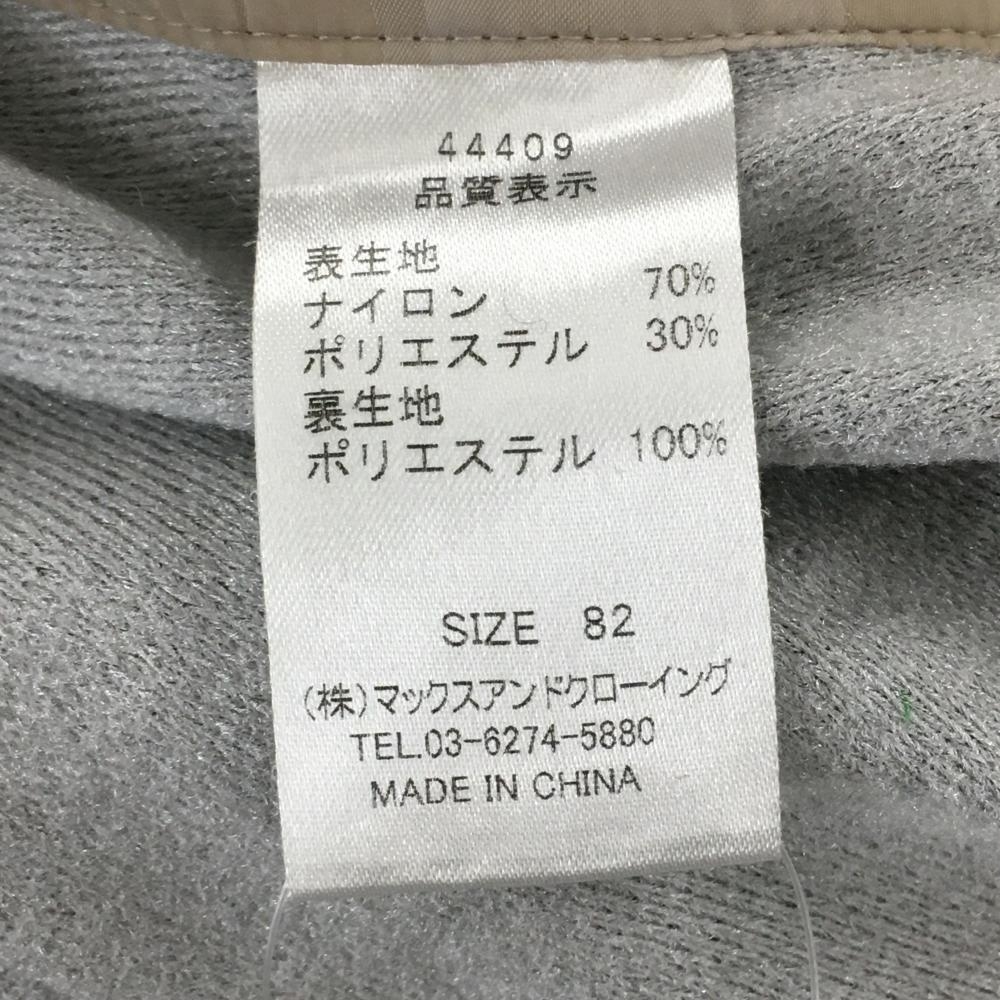 44409
品質表示
表生地
ナイロン 70%
ポリエステル 30%
裏生地
ポリエステル 100%
SIZE 82
(株)マックスアンドクローイング
TEL.03-6274-5880
MADE IN CHINA